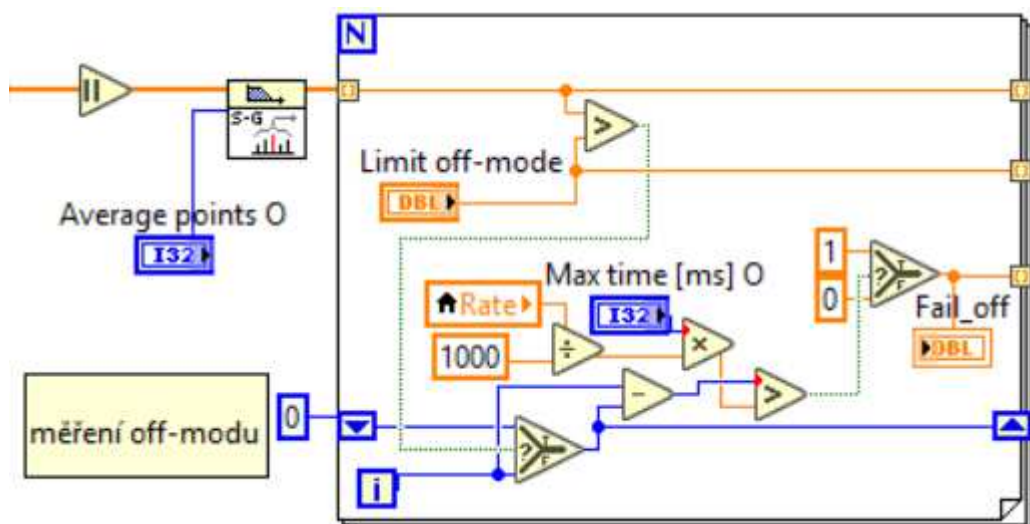 N
S-G
Limit off-mode
DBL
Average points O
I32
Max time [ms] O
I32
Rate
1000
1
0
?
T
F
Fail_off
DBL
měření off-modu
0
?
T
F
i